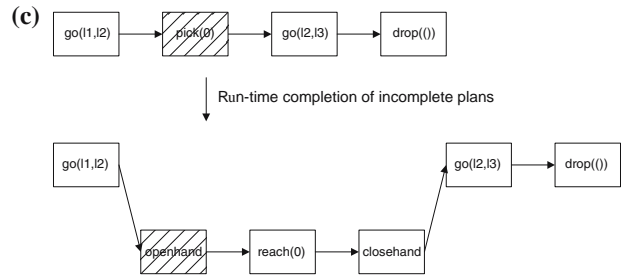 (c)
go(l1,l2) pick(0) go(l2,l3) drop(())
Run-time completion of incomplete plans
go(l1,l2) go(l2,l3) drop(())
openhand reach(0) closehand